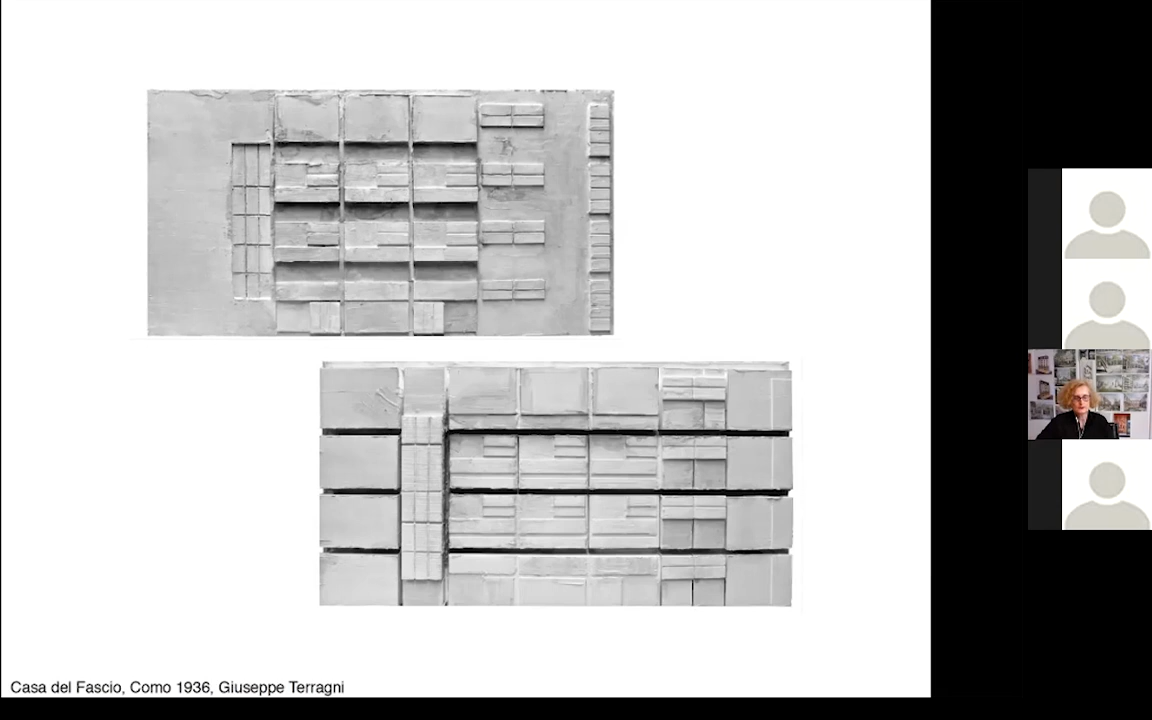 Casa del Fascio, Como 1936, Giuseppe Terragni